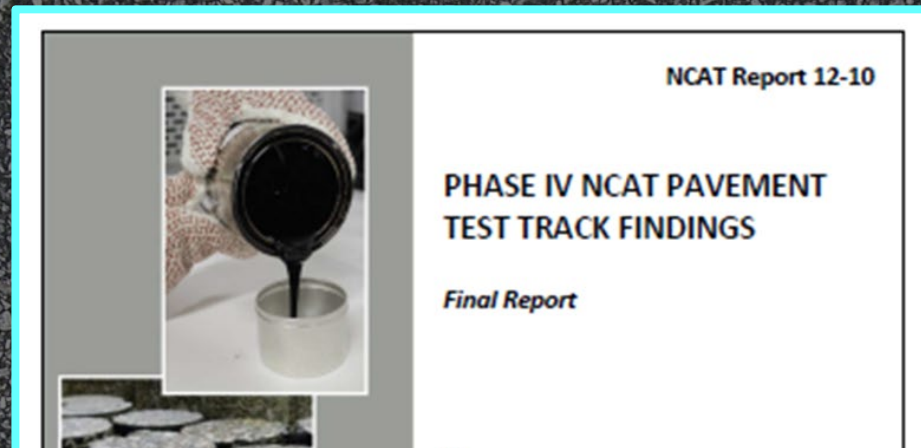 NCAT Report 12-10
PHASE IV NCAT PAVEMENT
TEST TRACK FINDINGS
Final Report